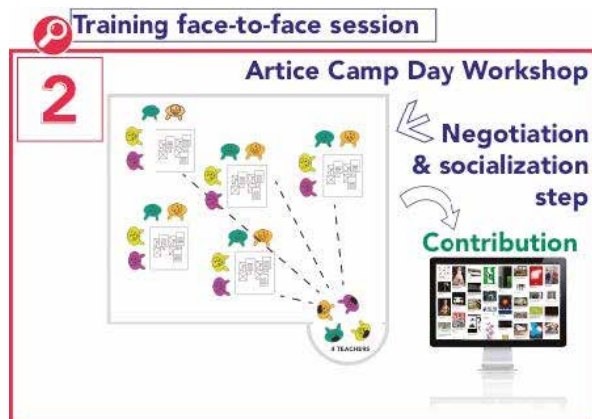 Training face-to-face session
2
Artice Camp Day Workshop
Negotiation
& socialization
step
Contribution
4 TEACHERS